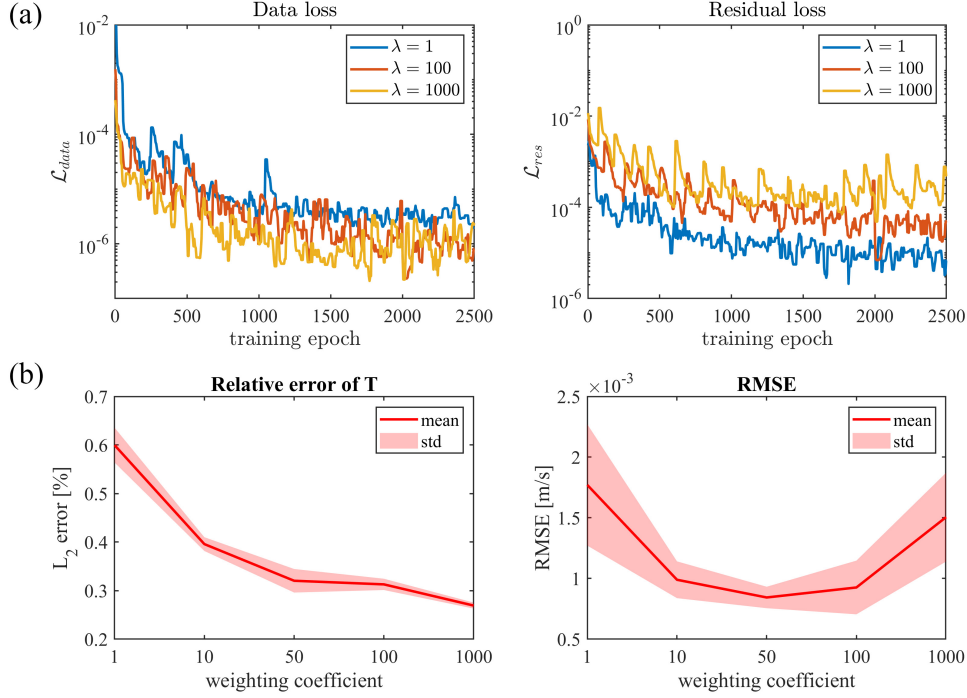 (a)
Data loss
10^-2
10^-4
10^-6
ℒ_data
λ = 1
λ = 100
λ = 1000
0 500 1000 1500 2000 2500
training epoch
Residual loss
10^0
10^-2
10^-4
10^-6
ℒ_res
λ = 1
λ = 100
λ = 1000
0 500 1000 1500 2000 2500
training epoch
(b)
Relative error of T
0.7
0.6
0.5
0.4
0.3
0.2
L_2 error [%]
mean
std
1 10 50 100 1000
weighting coefficient
RMSE
×10^-3
2.5
2
1.5
1
0.5
RMSE [m/s]
mean
std
1 10 50 100 1000
weighting coefficient